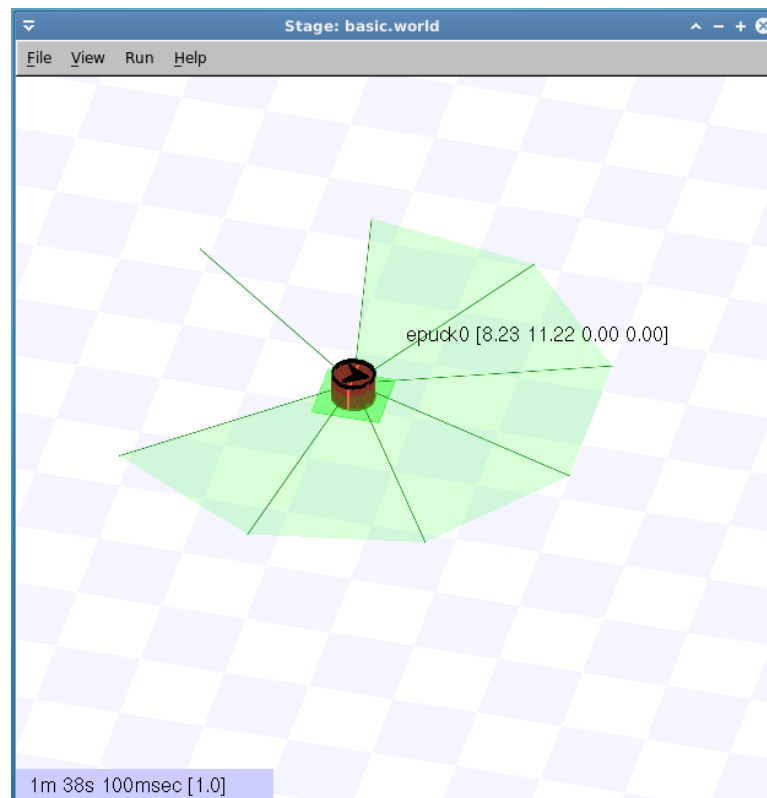 Stage: basic.world
File View Run Help
epuck0 [8.23 11.22 0.00 0.00]
1m 38s 100msec [1.0]